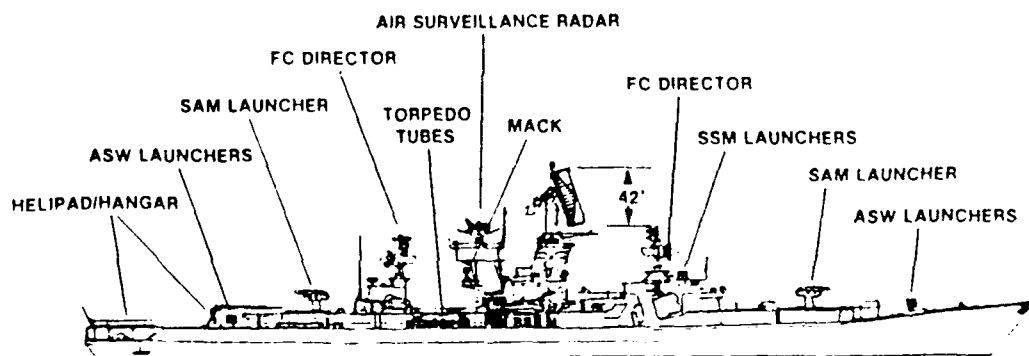 AIR SURVEILLANCE RADAR
FC DIRECTOR
FC DIRECTOR
SAM LAUNCHER
TORPEDO
TUBES
MACK
SSM LAUNCHERS
ASW LAUNCHERS
SAM LAUNCHER
42'
HELIPAD/HANGAR
ASW LAUNCHERS